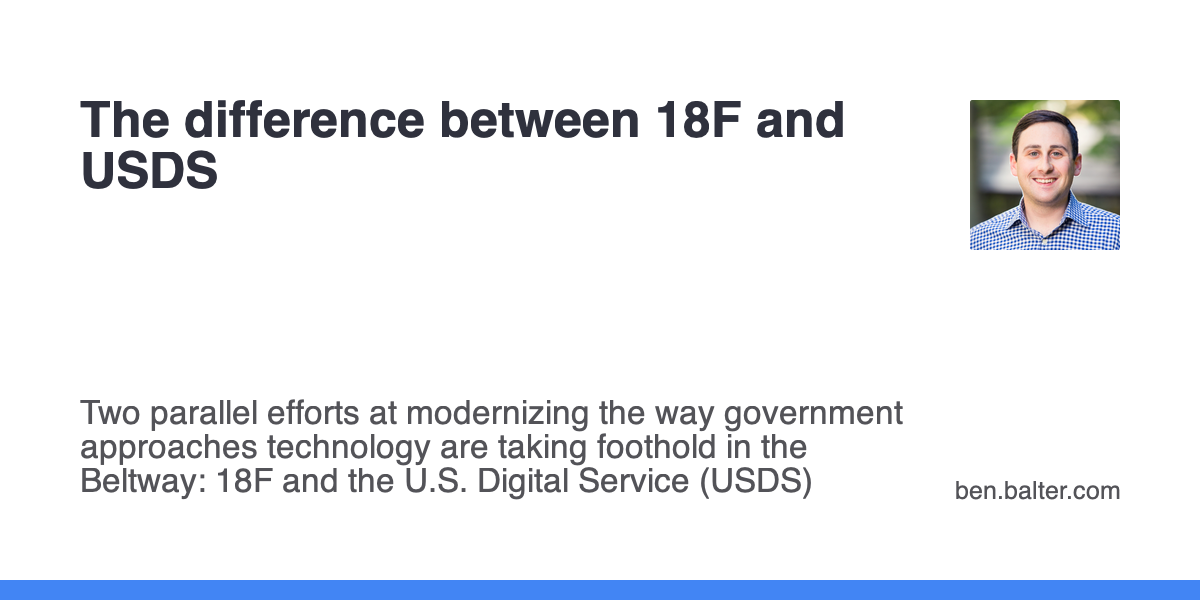 The difference between 18F and
USDS
Two parallel efforts at modernizing the way government
approaches technology are taking foothold in the
Beltway: 18F and the U.S. Digital Service (USDS)
ben.balter.com